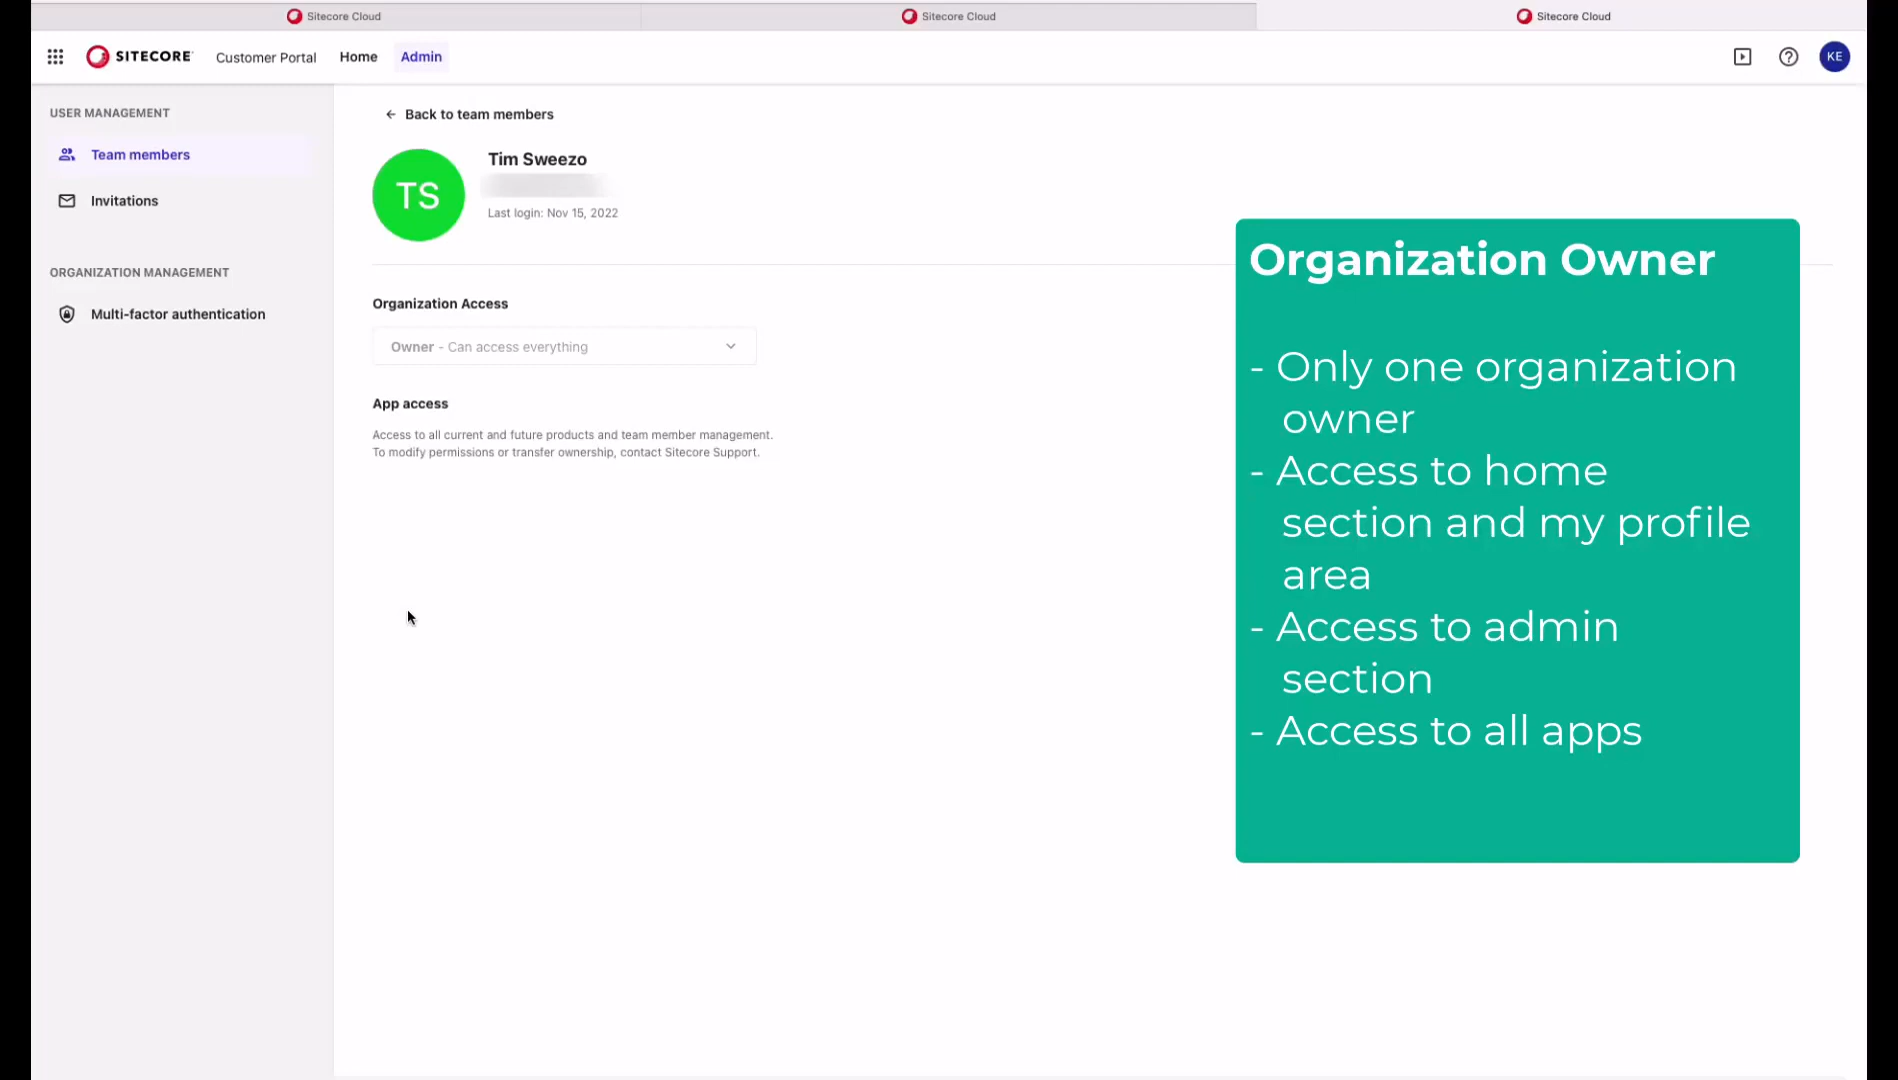 Sitecore Cloud
Sitecore Cloud
Sitecore Cloud
SITECORE
Customer Portal
Home
Admin
KE
USER MANAGEMENT
Team members
Invitations
ORGANIZATION MANAGEMENT
Multi-factor authentication
Back to team members
TS
Tim Sweezo
Last login: Nov 15, 2022
Organization Access
Owner - Can access everything
App access
Access to all current and future products and team member management.
To modify permissions or transfer ownership, contact Sitecore Support.
Organization Owner
- Only one organization
owner
- Access to home
section and my profile
area
- Access to admin
section
- Access to all apps